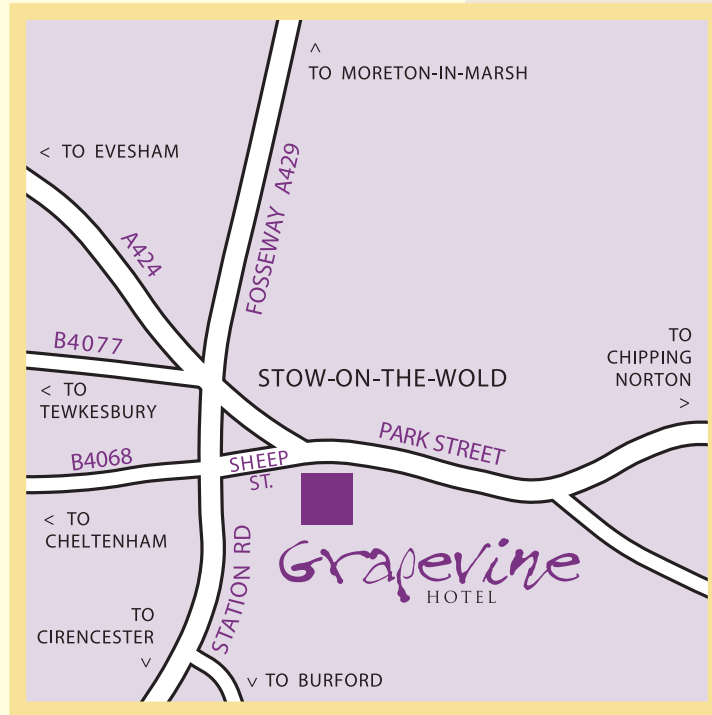 ^
TO MORETON-IN-MARSH
< TO EVESHAM
FOSSEWAY A429
A424
B4077
TO
CHIPPING
NORTON
>
STOW-ON-THE-WOLD
< TO
TEWKESBURY
PARK STREET
B4068
SHEEP
ST.
< TO
CHELTENHAM
Grapevine
HOTEL
STATION RD
TO
CIRENCESTER
v
v TO BURFORD